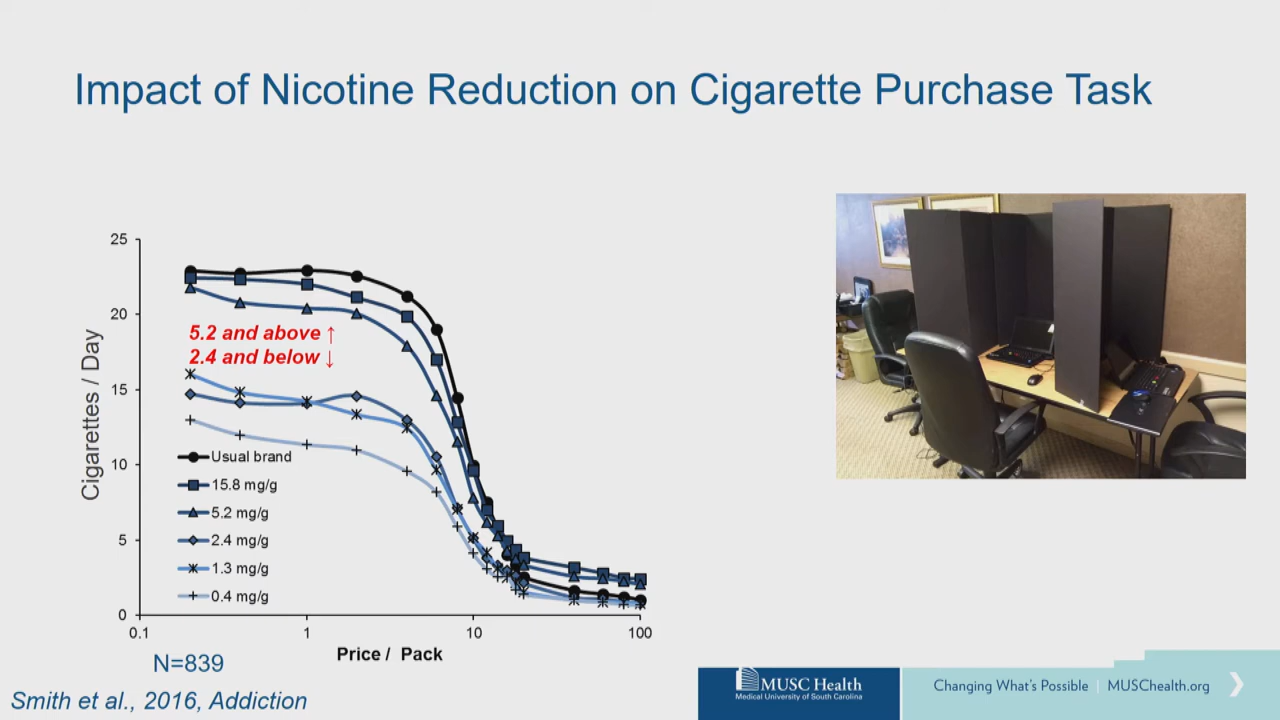 Impact of Nicotine Reduction on Cigarette Purchase Task
25
20
15
10
5
0
Cigarettes / Day
5.2 and above ↑
2.4 and below ↓
Usual brand
15.8 mg/g
5.2 mg/g
2.4 mg/g
1.3 mg/g
0.4 mg/g
0.1
1
10
100
Price / Pack
N=839
Smith et al., 2016, Addiction
MUSC Health
Medical University of South Carolina
Changing What's Possible | MUSChealth.org